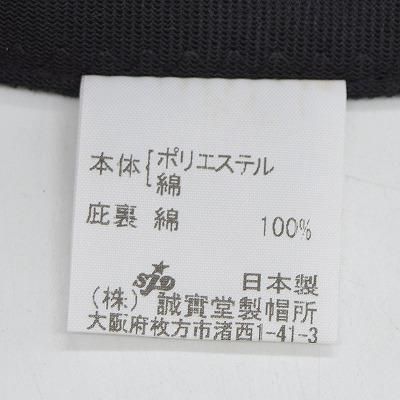 本体[ポリエステル
綿
庇裏 綿 100%
SJD 日本製
(株) 誠實堂製帽所
大阪府枚方市渚西1-41-3